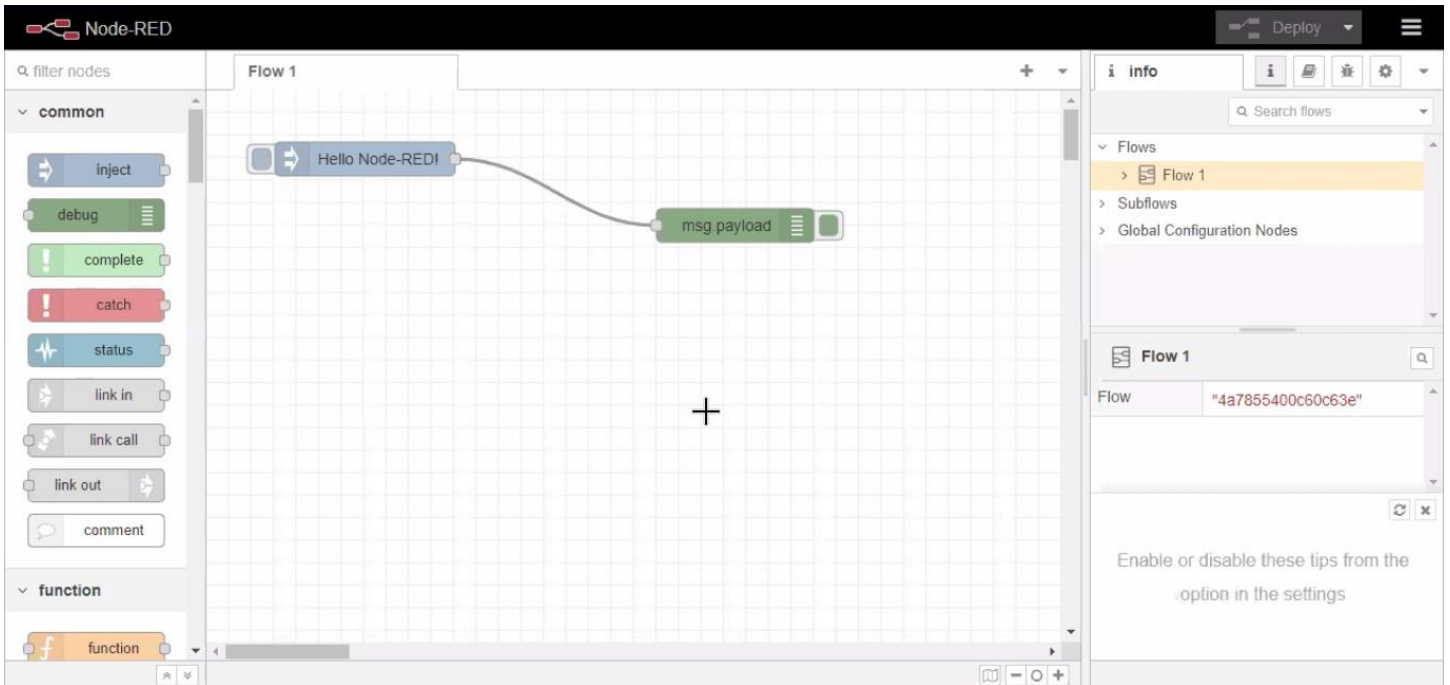 Node-RED
Deploy
filter nodes
Flow 1
i info
i
Search flows
common
inject
debug
complete
catch
status
link in
link call
link out
comment
function
f function
Hello Node-RED!
msg.payload
Flows
Flow 1
Subflows
Global Configuration Nodes
Flow 1
Flow "4a7855400c60c63e"
Enable or disable these tips from the
option in the settings